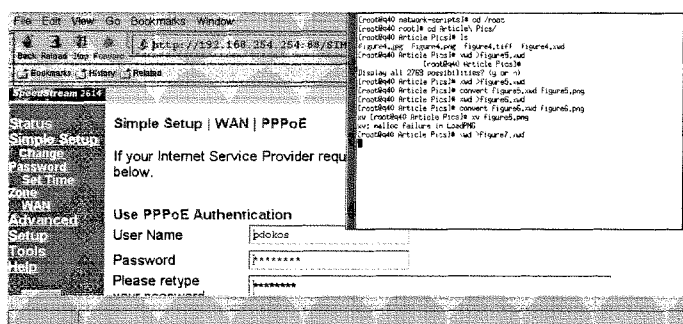 File Edit View Go Bookmarks Window
Back Reload Stop Forward
http://192.168.254.254:88/SIM
Bookmarks History Related
SpeedStream 2614
Status
Simple Setup
Change
Password
Set Time
Zone
WAN
Advanced
Setup
Tools
Help
Simple Setup | WAN | PPPoE
If your Internet Service Provider requ
below.
Use PPPoE Authentication
User Name pdokos
Password ********
Please retype ********
your password
[root@q40 network-scripts]# cd /root
[root@q40 root]# cd Article\ Pics/
[root@q40 Article Pics]# ls
figure4.jpg figure4.png figure4.tiff figure4.xwd
[root@q40 Article Pics]# xwd >figure5.xwd
[root@q40 Article Pics]#
Display all 2769 possibilities? (y or n)
[root@q40 Article Pics]# xwd >figure5.xwd
[root@q40 Article Pics]# convert figure5.xwd figure5.png
[root@q40 Article Pics]# xwd >figure6.xwd
[root@q40 Article Pics]# convert figure6.xwd figure6.png
xv [root@q40 Article Pics]# xv figure5.png
xv: malloc failure in LoadPNG
[root@q40 Article Pics]# xwd >figure7.xwd